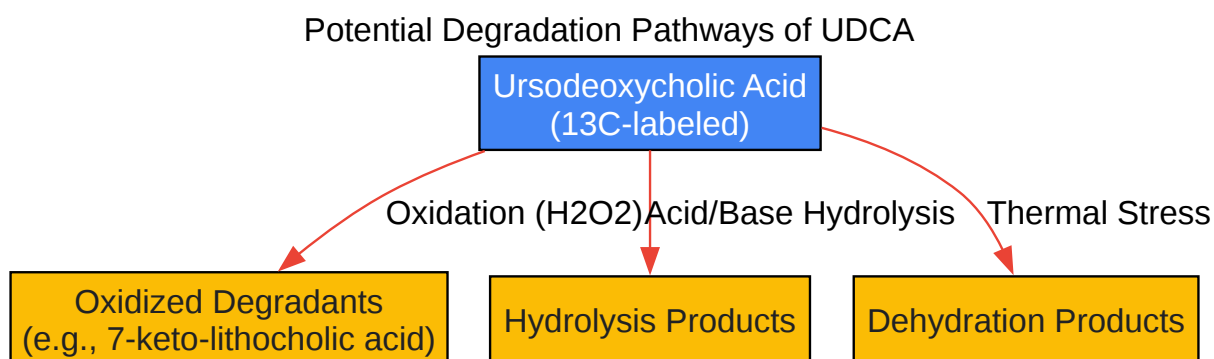 Potential Degradation Pathways of UDCA
Ursodeoxycholic Acid
(13C-labeled)
Oxidation (H2O2)
Acid/Base Hydrolysis
Thermal Stress
Oxidized Degradants
(e.g., 7-keto-lithocholic acid)
Hydrolysis Products
Dehydration Products